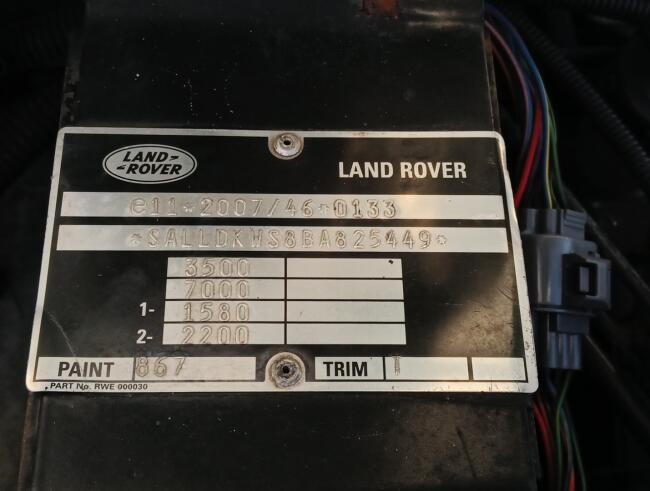 LAND-
-ROVER
LAND ROVER
e11*2007/46*0133
*SALLDKWS8BA825449*
3500
7000
1- 1580
2- 2200
PAINT 867 TRIM T
PART No. RWE 000030